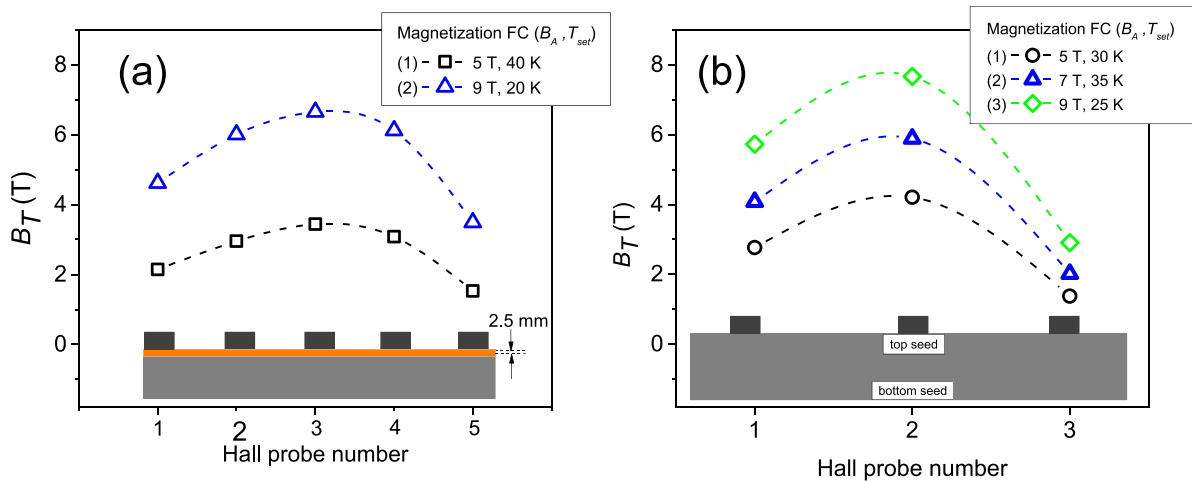 (a)
Magnetization FC (B_A, T_set)
(1) 5 T, 40 K
(2) 9 T, 20 K
8
6
4
2
0
B_T (T)
2.5 mm
1 2 3 4 5
Hall probe number
(b)
Magnetization FC (B_A, T_set)
(1) 5 T, 30 K
(2) 7 T, 35 K
(3) 9 T, 25 K
8
6
4
2
0
B_T (T)
top seed
bottom seed
1 2 3
Hall probe number